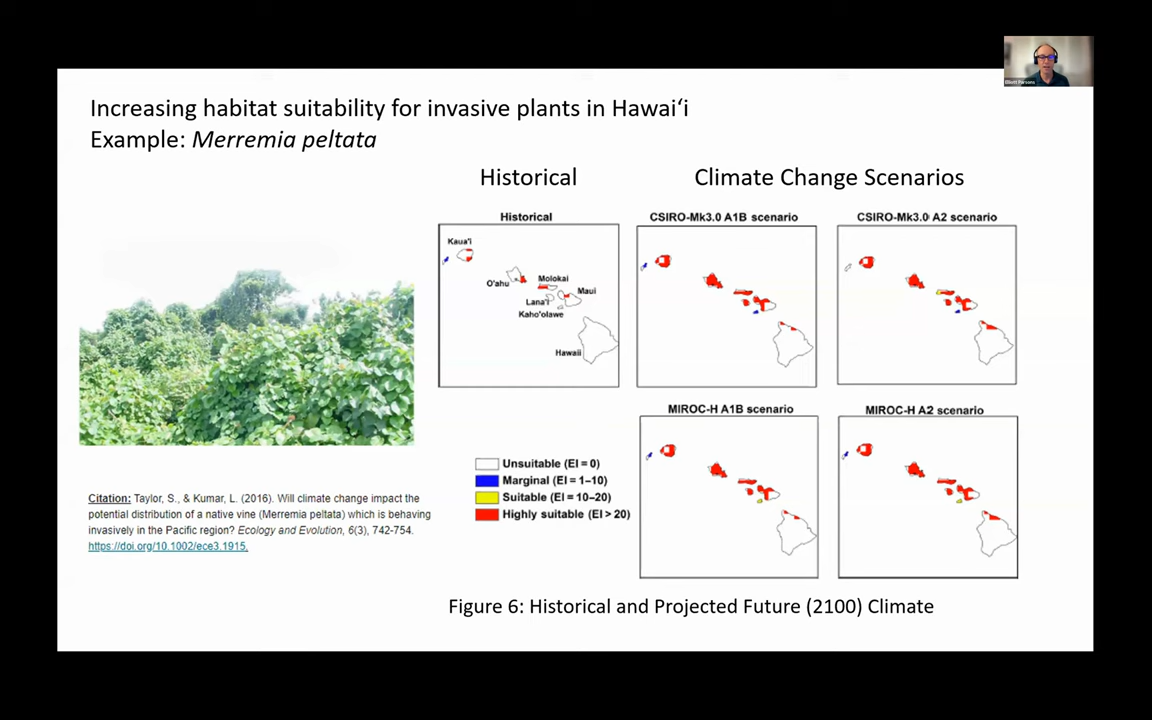 Elliott Parsons
Increasing habitat suitability for invasive plants in Hawaiʻi
Example: Merremia peltata
Historical
Climate Change Scenarios
Historical
Kaua'i
O'ahu
Molokai
Maui
Lana'i
Kaho'olawe
Hawaii
CSIRO-Mk3.0 A1B scenario
CSIRO-Mk3.0 A2 scenario
MIROC-H A1B scenario
MIROC-H A2 scenario
Unsuitable (EI = 0)
Marginal (EI = 1–10)
Suitable (EI = 10–20)
Highly suitable (EI > 20)
Citation: Taylor, S., & Kumar, L. (2016). Will climate change impact the
potential distribution of a native vine (Merremia peltata) which is behaving
invasively in the Pacific region? Ecology and Evolution, 6(3), 742-754.
https://doi.org/10.1002/ece3.1915.
Figure 6: Historical and Projected Future (2100) Climate